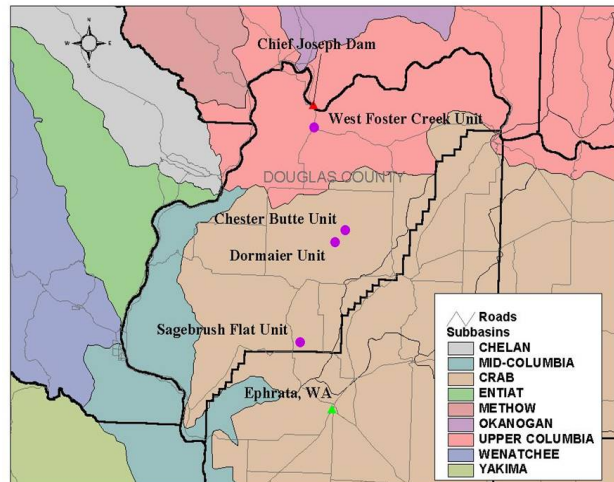 N
W E
S
Chief Joseph Dam
West Foster Creek Unit
DOUGLAS COUNTY
Chester Butte Unit
Dormaier Unit
Sagebrush Flat Unit
Ephrata, WA
Roads
Subbasins
CHELAN
MID-COLUMBIA
CRAB
ENTIAT
METHOW
OKANOGAN
UPPER COLUMBIA
WENATCHEE
YAKIMA